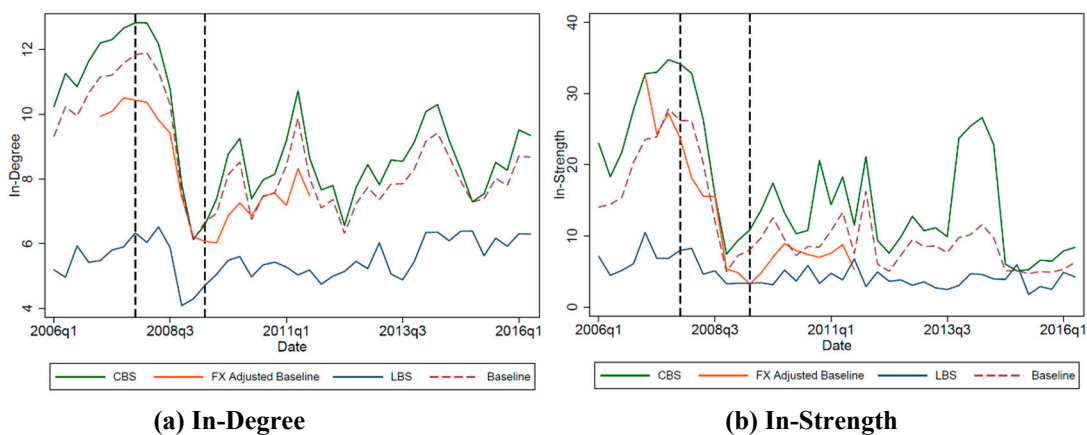 In-Degree
12
10
8
6
4
2006q1 2008q3 2011q1 2013q3 2016q1
Date
CBS FX Adjusted Baseline LBS Baseline
(a) In-Degree
In-Strength
40
30
20
10
0
2006q1 2008q3 2011q1 2013q3 2016q1
Date
CBS FX Adjusted Baseline LBS Baseline
(b) In-Strength